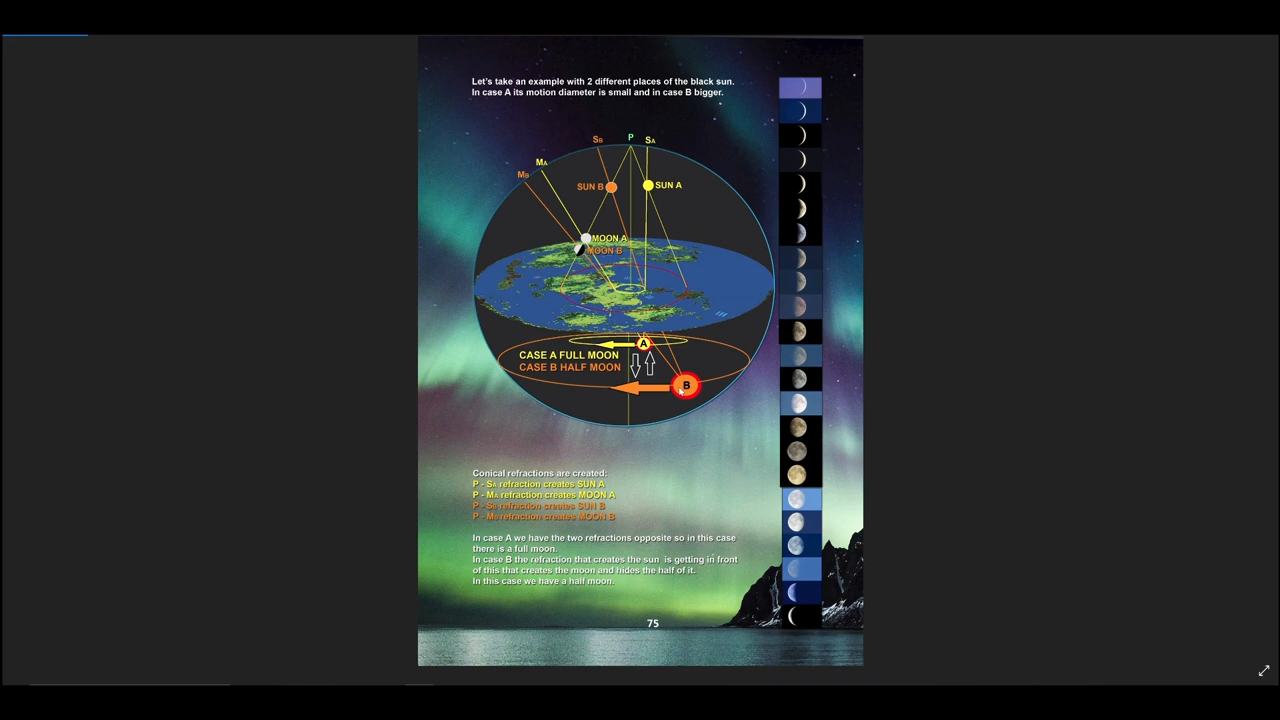 Let's take an example with 2 different places of the black sun.
In case A its motion diameter is small and in case B bigger.
SB
P
SA
MA
MB
SUN B
SUN A
MOON A
MOON B
A
CASE A FULL MOON
CASE B HALF MOON
B
Conical refractions are created:
P - SA refraction creates SUN A
P - MA refraction creates MOON A
P - SB refraction creates SUN B
P - MB refraction creates MOON B
In case A we have the two refractions opposite so in this case
there is a full moon.
In case B the refraction that creates the sun is getting in front
of this that creates the moon and hides the half of it.
In this case we have a half moon.
75